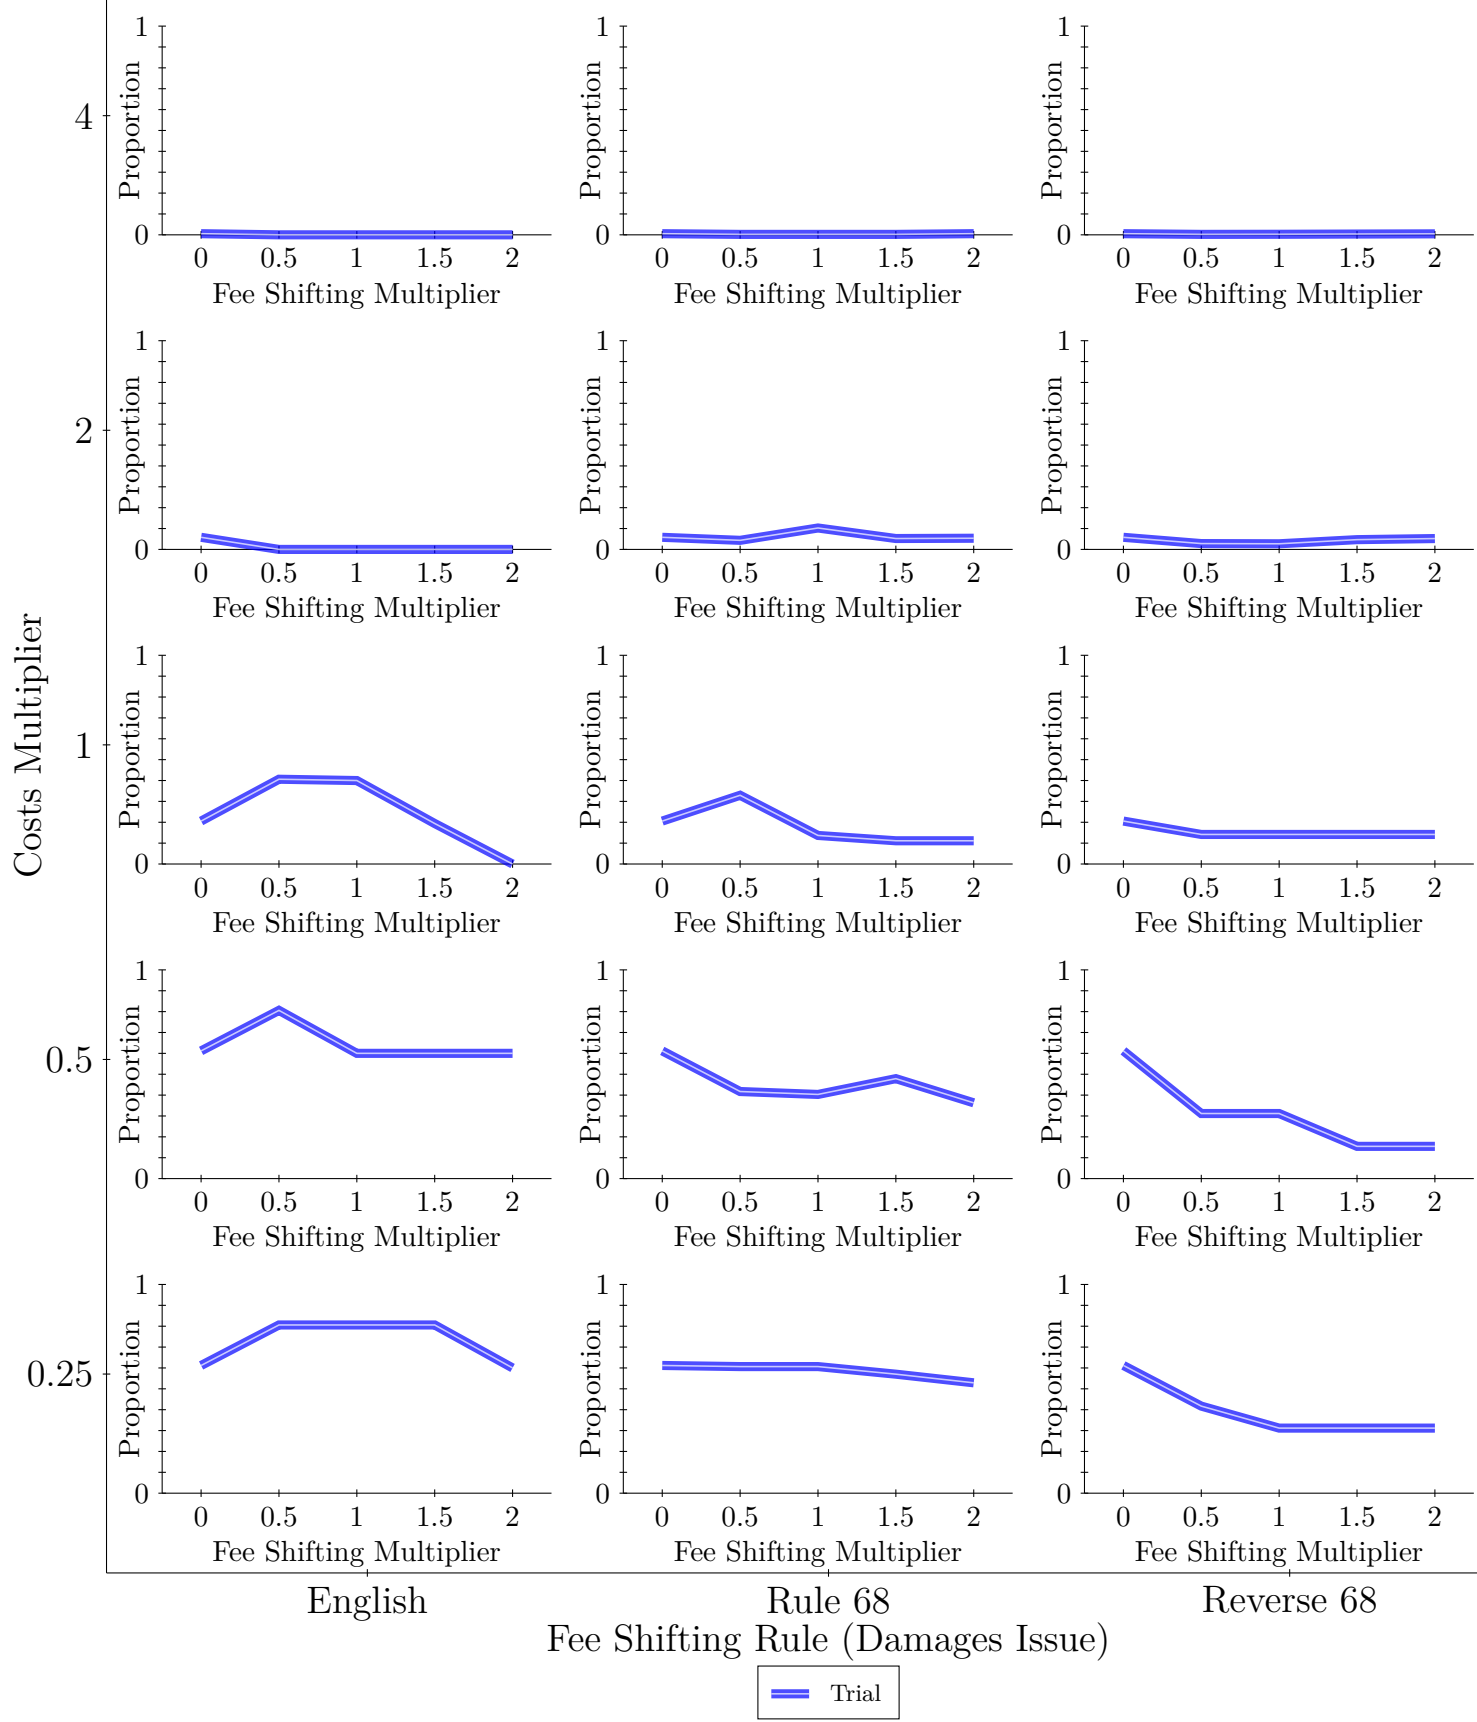 Costs Multiplier
4
1
Proportion
0
0 0.5 1 1.5 2
Fee Shifting Multiplier
1
Proportion
0
0 0.5 1 1.5 2
Fee Shifting Multiplier
1
Proportion
0
0 0.5 1 1.5 2
Fee Shifting Multiplier
2
1
Proportion
0
0 0.5 1 1.5 2
Fee Shifting Multiplier
1
Proportion
0
0 0.5 1 1.5 2
Fee Shifting Multiplier
1
Proportion
0
0 0.5 1 1.5 2
Fee Shifting Multiplier
1
1
Proportion
0
0 0.5 1 1.5 2
Fee Shifting Multiplier
1
Proportion
0
0 0.5 1 1.5 2
Fee Shifting Multiplier
1
Proportion
0
0 0.5 1 1.5 2
Fee Shifting Multiplier
0.5
1
Proportion
0
0 0.5 1 1.5 2
Fee Shifting Multiplier
1
Proportion
0
0 0.5 1 1.5 2
Fee Shifting Multiplier
1
Proportion
0
0 0.5 1 1.5 2
Fee Shifting Multiplier
0.25
1
Proportion
0
0 0.5 1 1.5 2
Fee Shifting Multiplier
1
Proportion
0
0 0.5 1 1.5 2
Fee Shifting Multiplier
1
Proportion
0
0 0.5 1 1.5 2
Fee Shifting Multiplier
English Rule 68 Reverse 68
Fee Shifting Rule (Damages Issue)
Trial